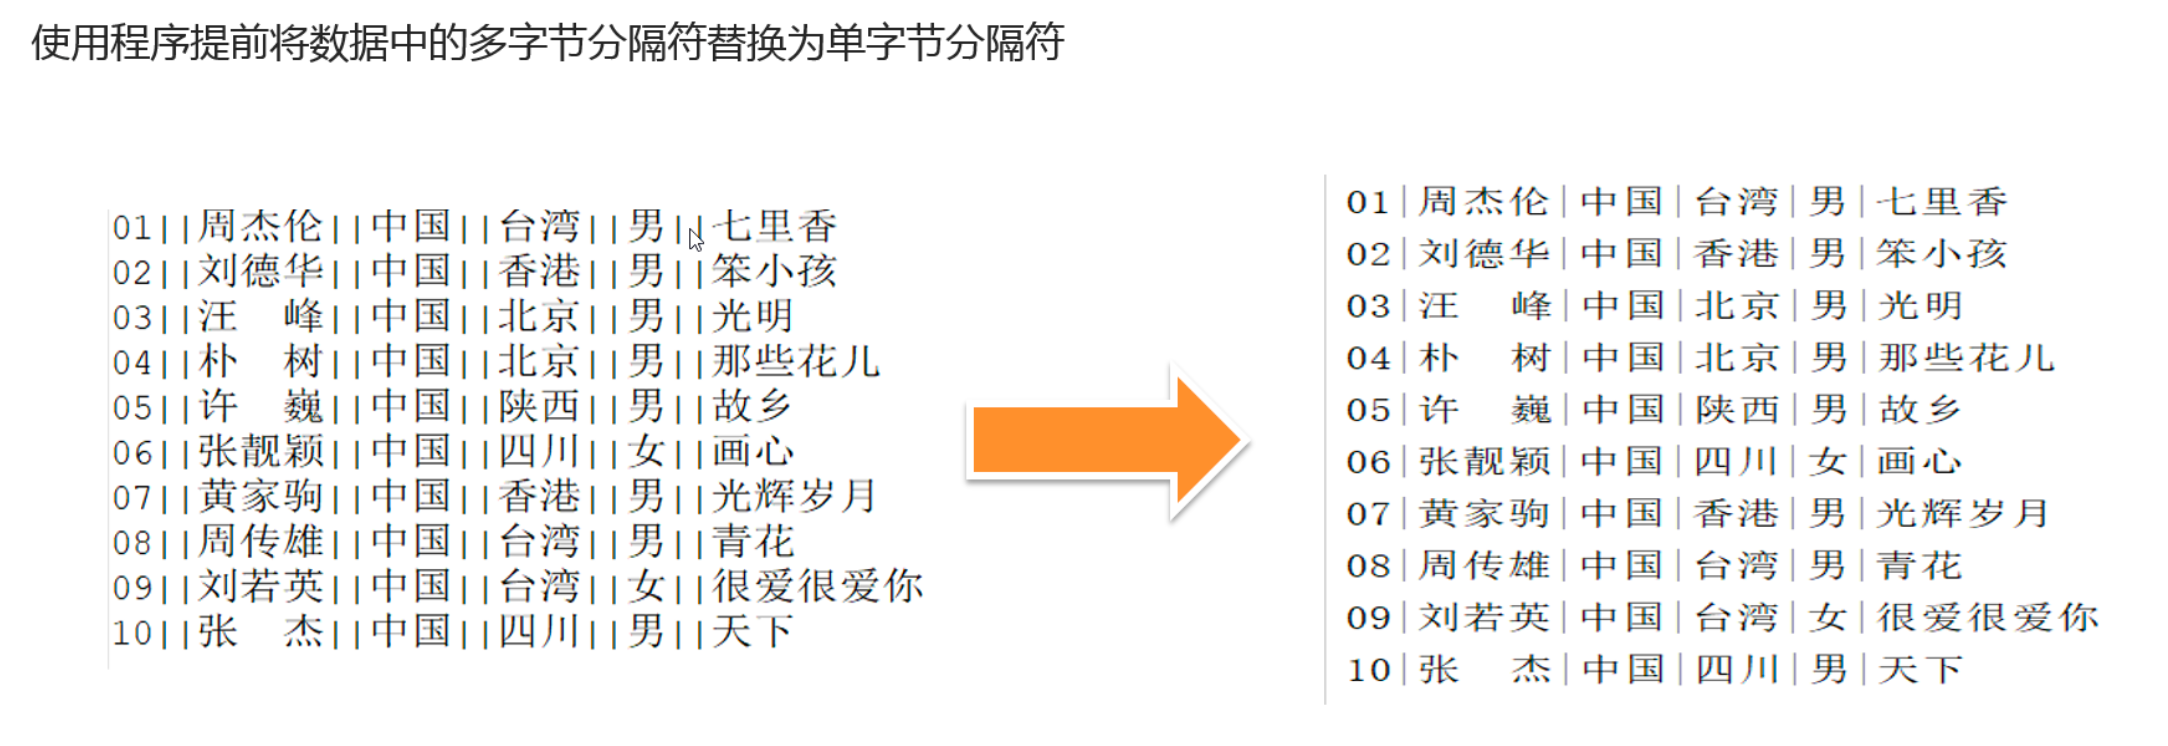 使用程序提前将数据中的多字节分隔符替换为单字节分隔符
01||周杰伦||中国||台湾||男||七里香
02||刘德华||中国||香港||男||笨小孩
03||汪　峰||中国||北京||男||光明
04||朴　树||中国||北京||男||那些花儿
05||许　巍||中国||陕西||男||故乡
06||张靓颖||中国||四川||女||画心
07||黄家驹||中国||香港||男||光辉岁月
08||周传雄||中国||台湾||男||青花
09||刘若英||中国||台湾||女||很爱很爱你
10||张　杰||中国||四川||男||天下
01|周杰伦|中国|台湾|男|七里香
02|刘德华|中国|香港|男|笨小孩
03|汪　峰|中国|北京|男|光明
04|朴　树|中国|北京|男|那些花儿
05|许　巍|中国|陕西|男|故乡
06|张靓颖|中国|四川|女|画心
07|黄家驹|中国|香港|男|光辉岁月
08|周传雄|中国|台湾|男|青花
09|刘若英|中国|台湾|女|很爱很爱你
10|张　杰|中国|四川|男|天下